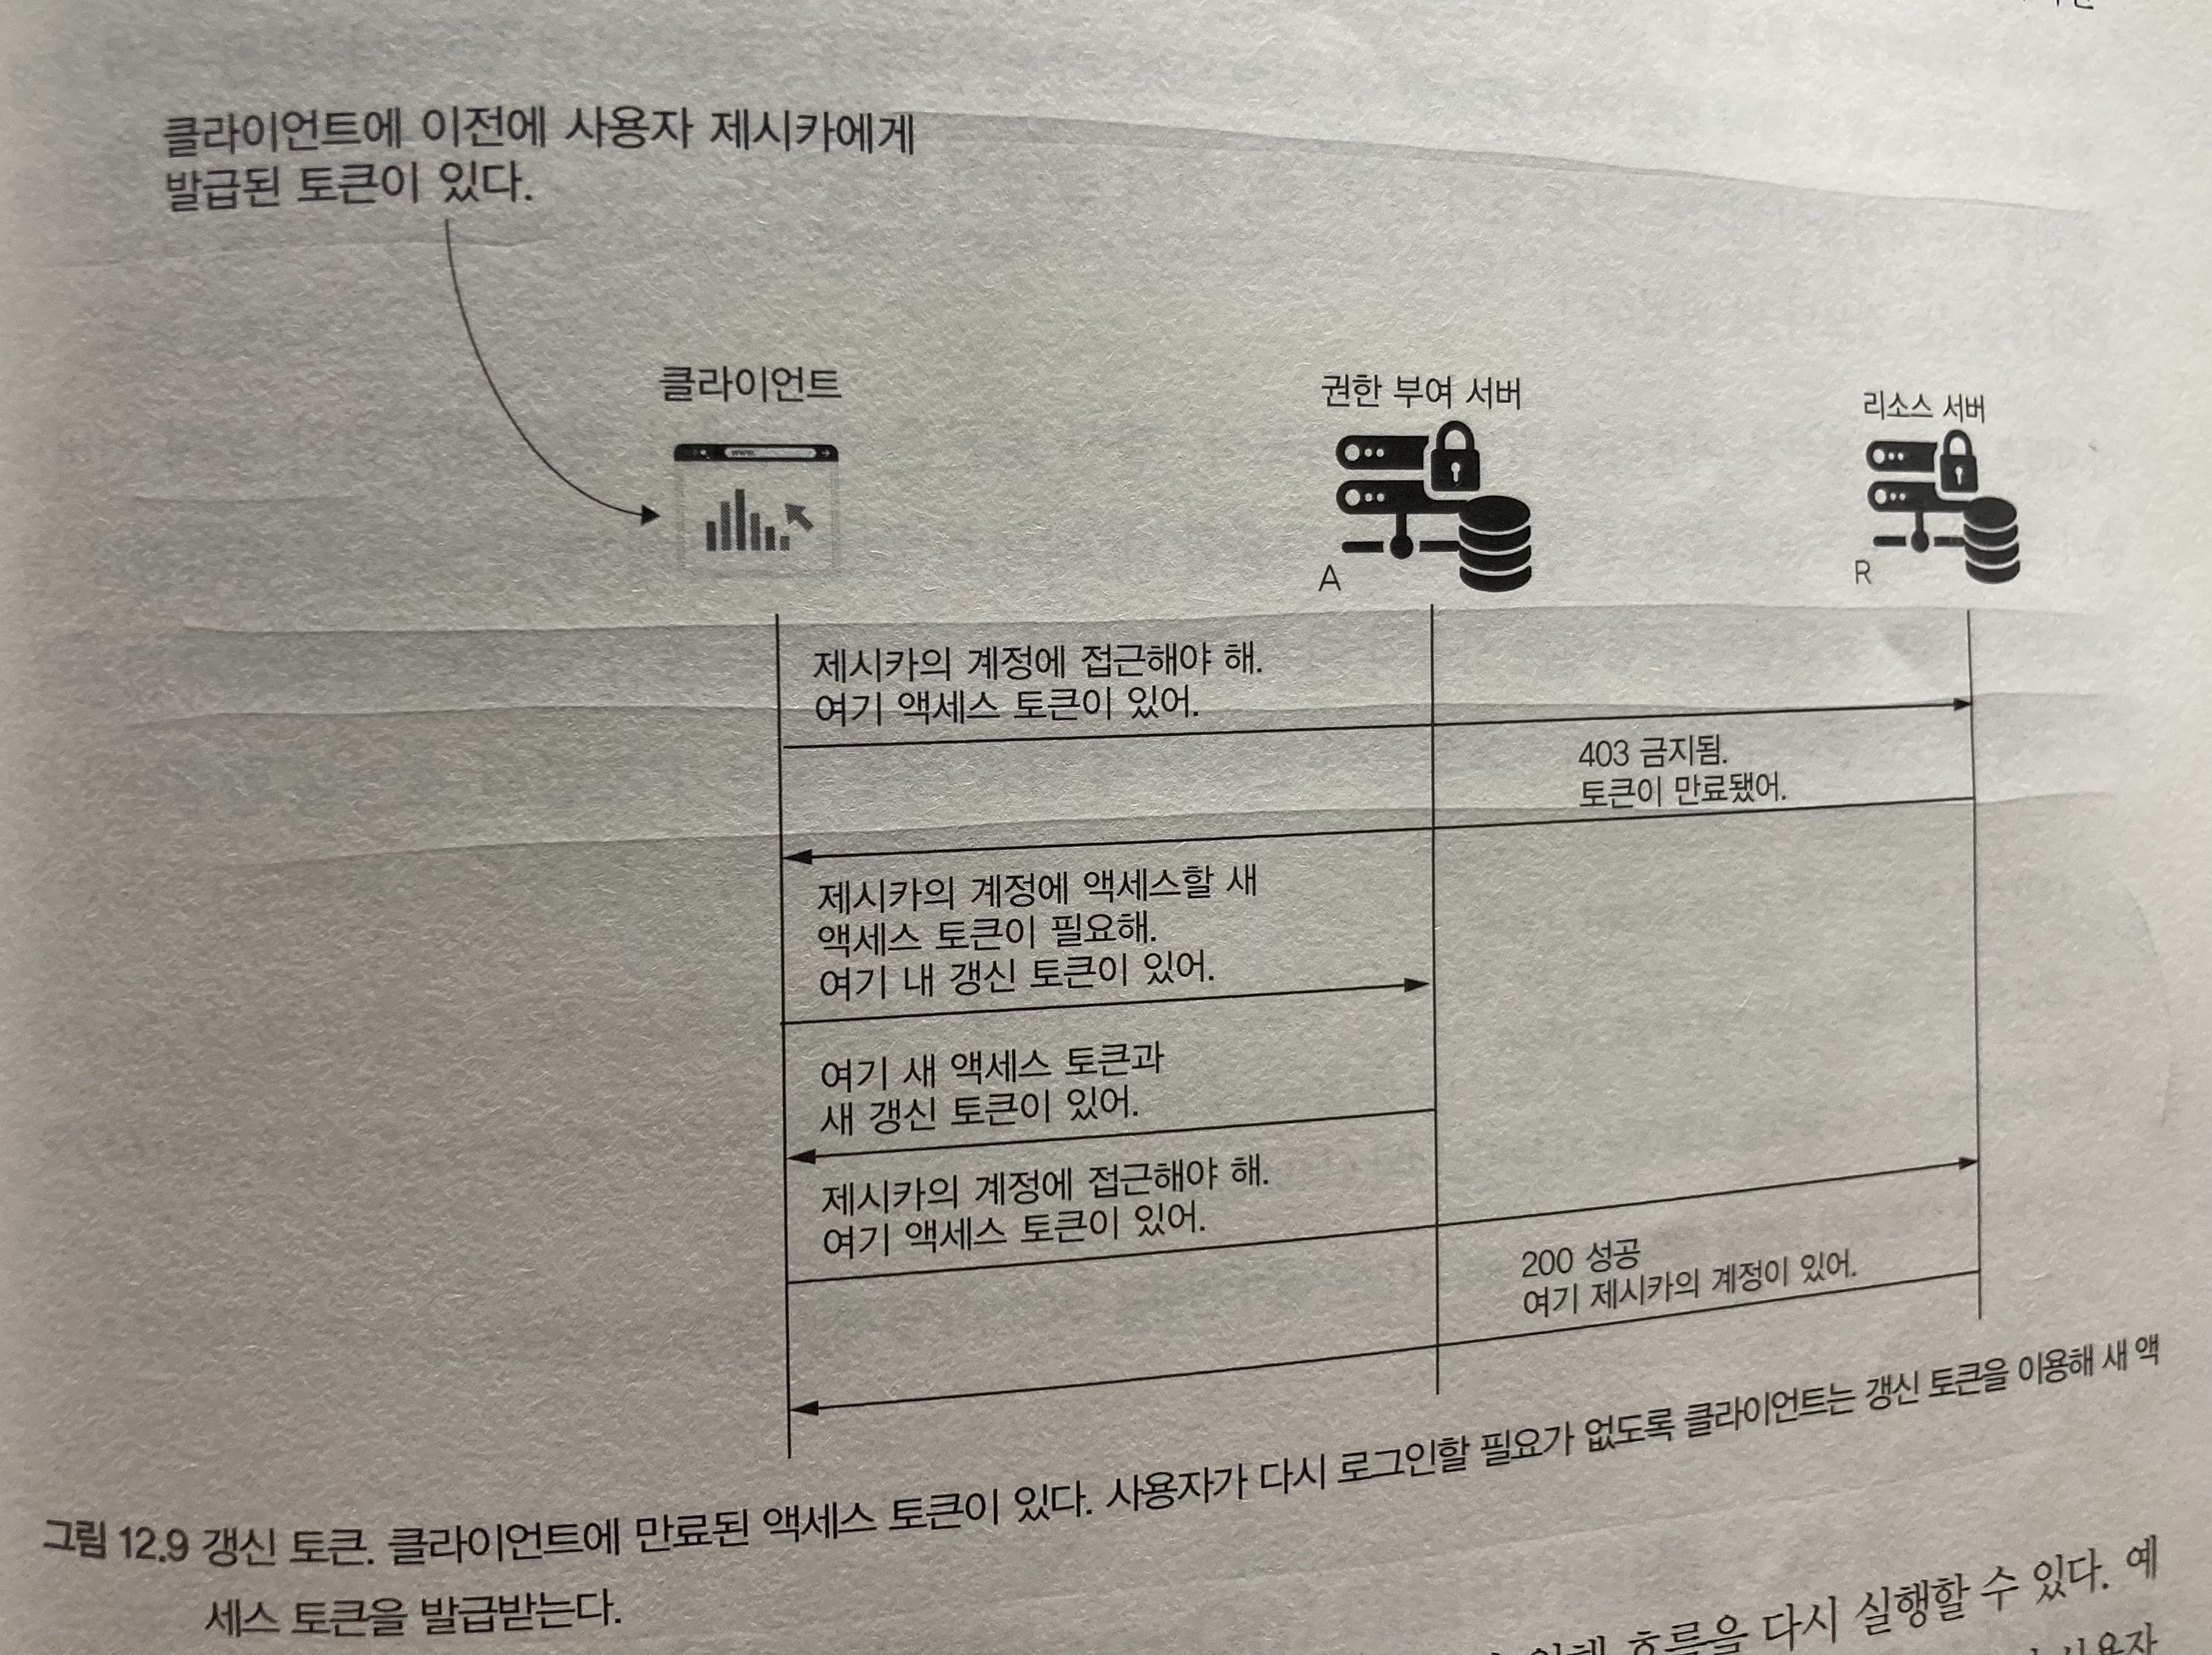 클라이언트에 이전에 사용자 제시카에게
발급된 토큰이 있다.
클라이언트
www.
권한 부여 서버
A
리소스 서버
R
제시카의 계정에 접근해야 해.
여기 액세스 토큰이 있어.
403 금지됨.
토큰이 만료됐어.
제시카의 계정에 액세스할 새
액세스 토큰이 필요해.
여기 내 갱신 토큰이 있어.
여기 새 액세스 토큰과
새 갱신 토큰이 있어.
제시카의 계정에 접근해야 해.
여기 액세스 토큰이 있어.
200 성공
여기 제시카의 계정이 있어.
그림 12.9 갱신 토큰. 클라이언트에 만료된 액세스 토큰이 있다. 사용자가 다시 로그인할 필요가 없도록 클라이언트는 갱신 토큰을 이용해 새 액
세스 토큰을 발급받는다.
흐름을 다시 실행할 수 있다. 예
사용자